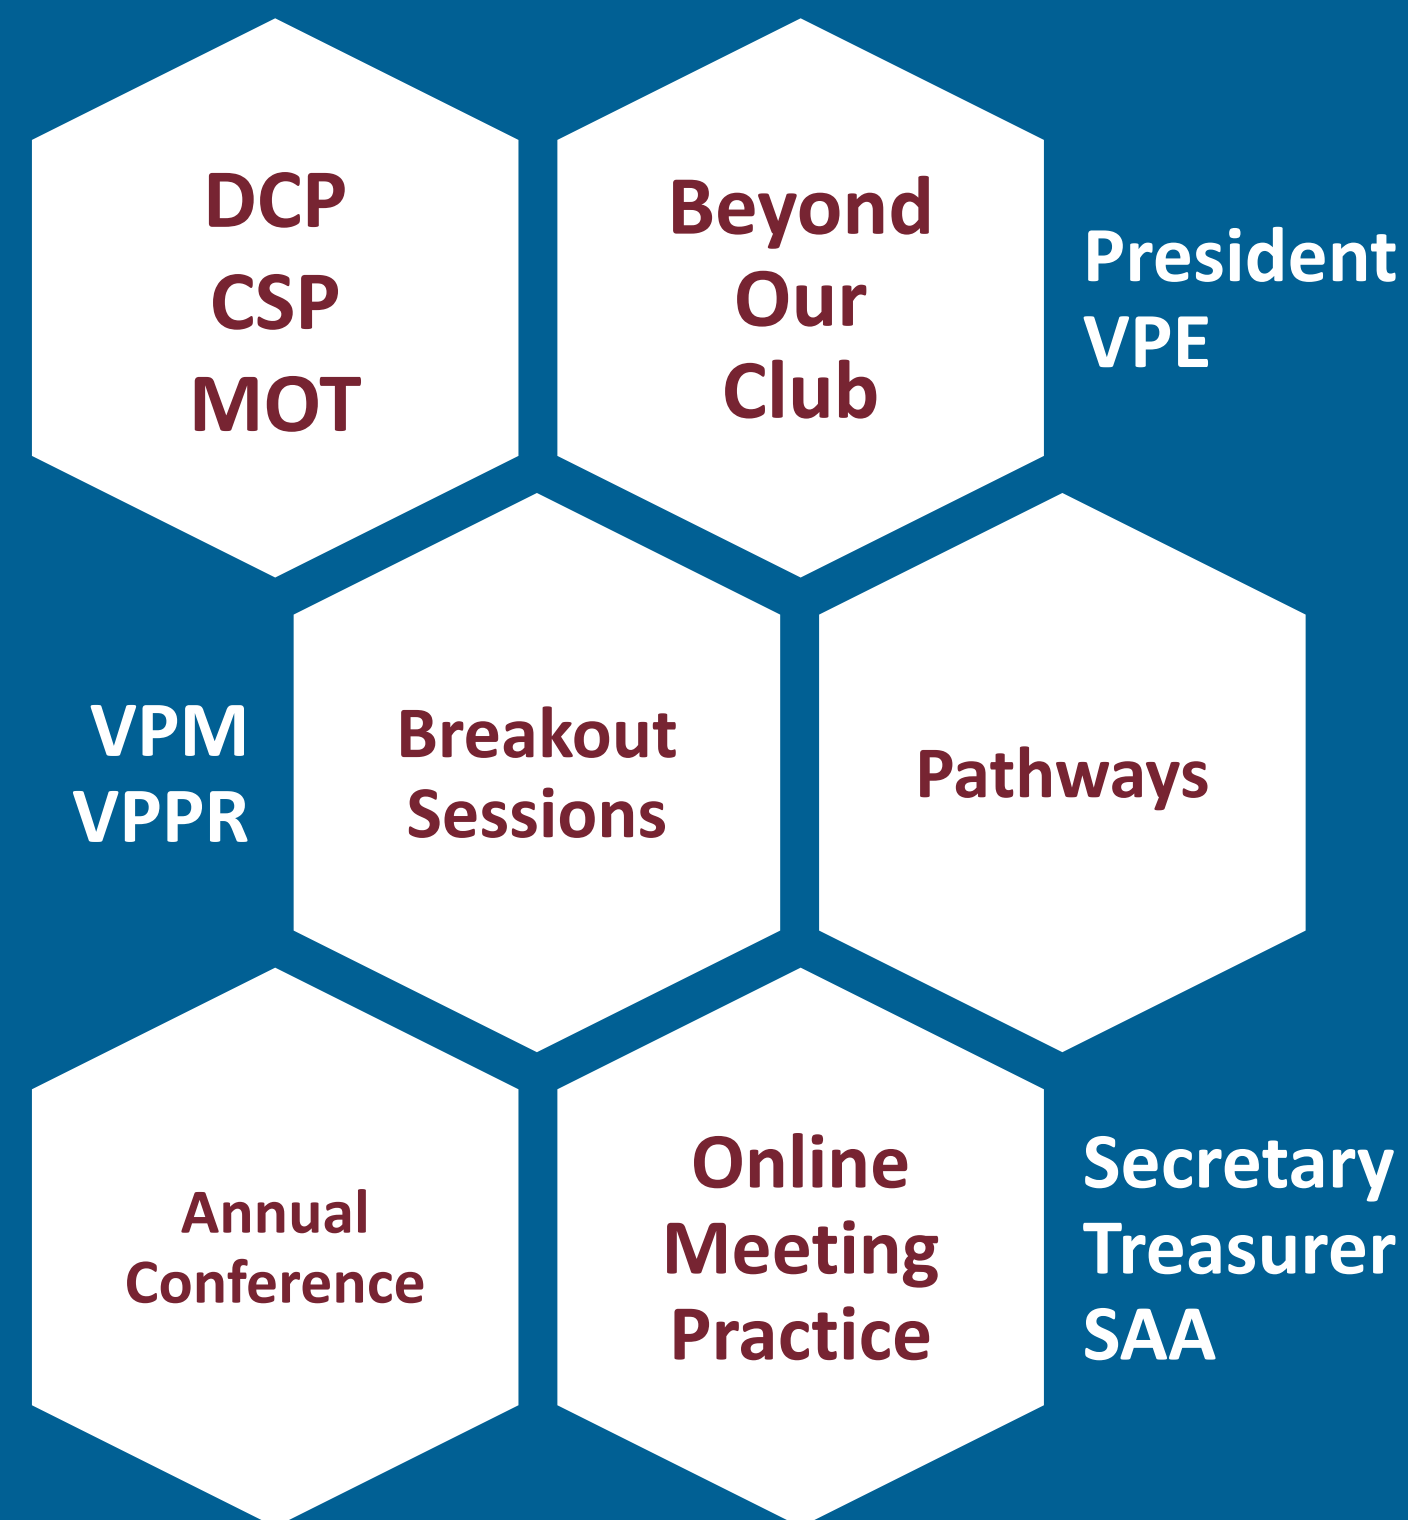 DCP
CSP
MOT
Beyond
Our
Club
President
VPE
VPM
VPPR
Breakout
Sessions
Pathways
Annual
Conference
Online
Meeting
Practice
Secretary
Treasurer
SAA